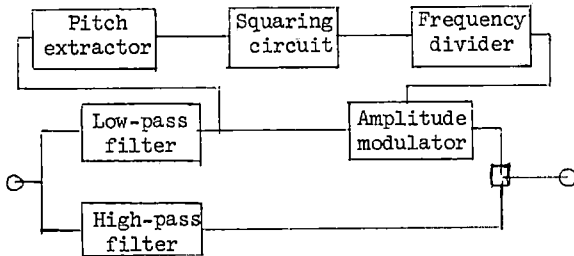 Pitch
extractor
Squaring
circuit
Frequency
divider
Low-pass
filter
Amplitude
modulator
High-pass
filter